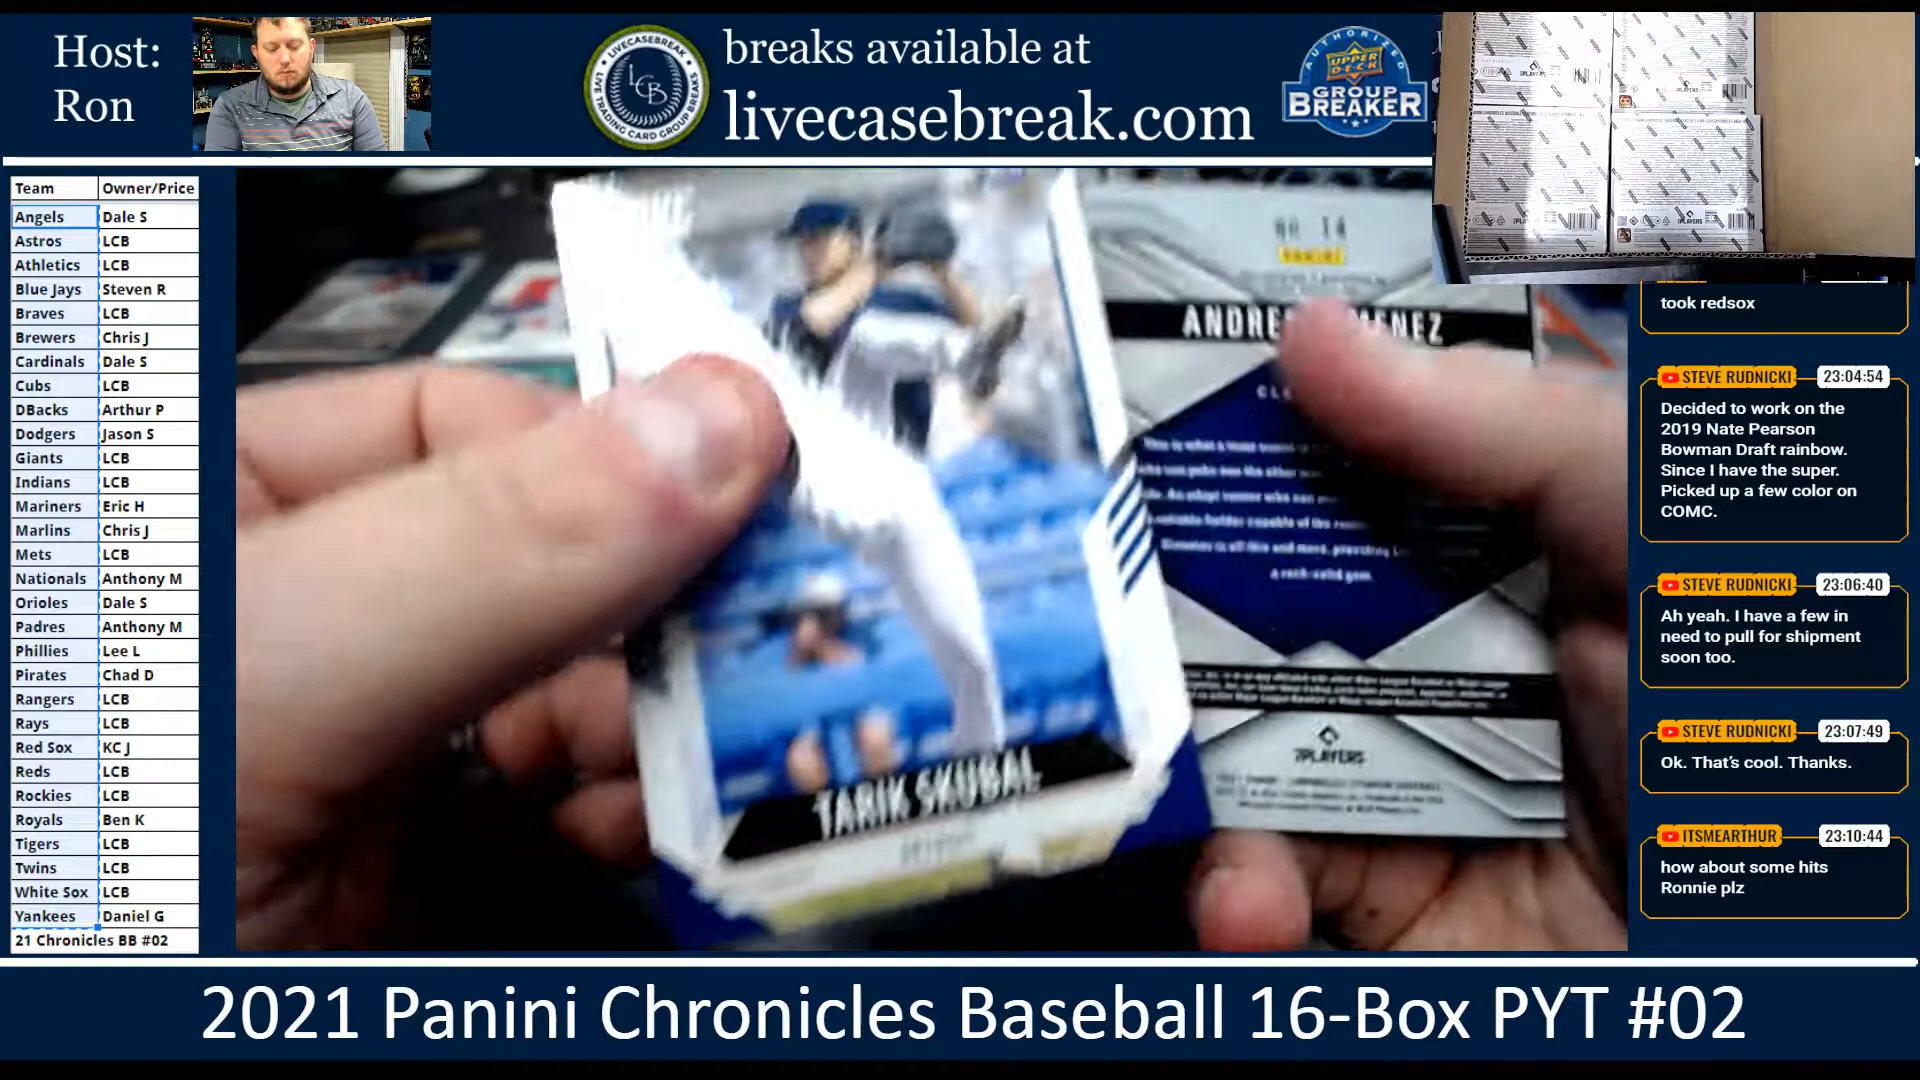 Host:
Ron
LIVECASEBREAK
LCB
LIVE TRADING CARD GROUP BREAKS
breaks available at
livecasebreak.com
AUTHORIZED
UPPER
DECK
GROUP
BREAKER
Team Owner/Price
Angels Dale S
Astros LCB
Athletics LCB
Blue Jays Steven R
Braves LCB
Brewers Chris J
Cardinals Dale S
Cubs LCB
DBacks Arthur P
Dodgers Jason S
Giants LCB
Indians LCB
Mariners Eric H
Marlins Chris J
Mets LCB
Nationals Anthony M
Orioles Dale S
Padres Anthony M
Phillies Lee L
Pirates Chad D
Rangers LCB
Rays LCB
Red Sox KC J
Reds LCB
Rockies LCB
Royals Ben K
Tigers LCB
Twins LCB
White Sox LCB
Yankees Daniel G
21 Chronicles BB #02
TARIK SKUBAL
NO. 14
PANINI
PLAYERS
took redsox
STEVE RUDNICKI 23:04:54
Decided to work on the
2019 Nate Pearson
Bowman Draft rainbow.
Since I have the super.
Picked up a few color on
COMC.
STEVE RUDNICKI 23:06:40
Ah yeah. I have a few in
need to pull for shipment
soon too.
STEVE RUDNICKI 23:07:49
Ok. That's cool. Thanks.
ITSMEARTHUR 23:10:44
how about some hits
Ronnie plz
2021 Panini Chronicles Baseball 16-Box PYT #02